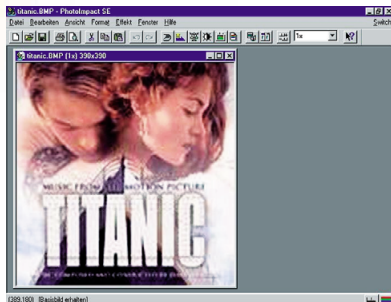 titanic.BMP - PhotoImpact SE
Datei Bearbeiten Ansicht Format Effekt Fenster Hilfe Switch
1x
titanic.BMP (1x) 390x390
MUSIC FROM THE MOTION PICTURE
TITANIC
(389,180) (Basisbild erhalten)